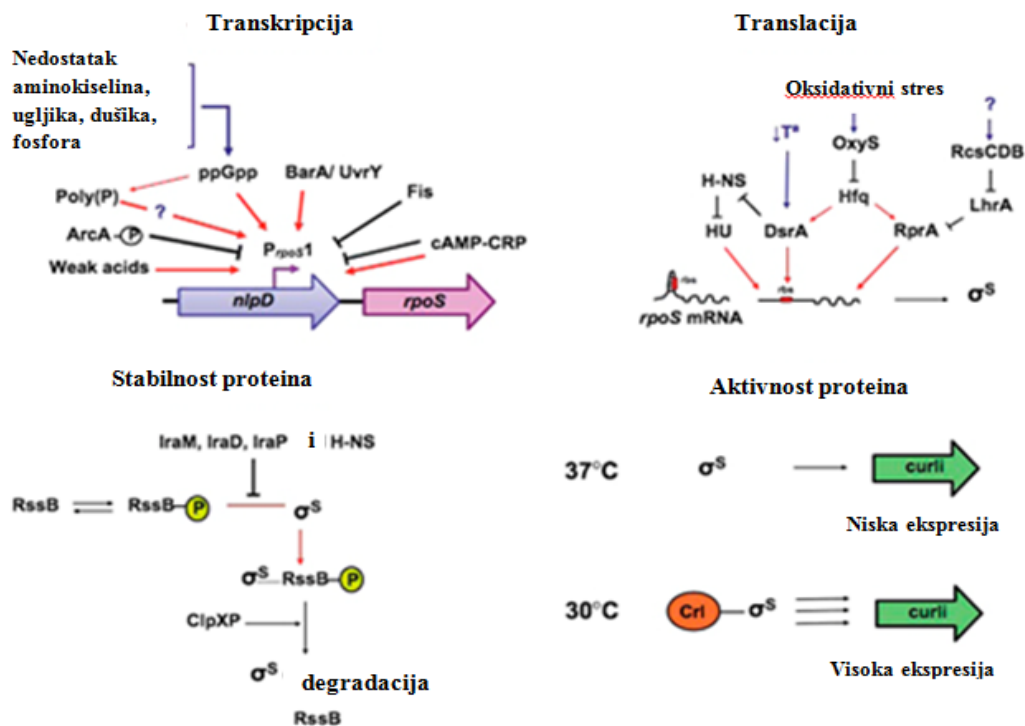 Transkripcija
Nedostatak
aminokiselina,
ugljika, dušika,
fosfora
ppGpp
BarA/ UvrY
Poly(P)
?
Fis
ArcA-P
PrpoS1
cAMP-CRP
Weak acids
nlpD
rpoS
Translacija
Oksidativni stres
?
↓Tª
OxyS
RcsCDB
H-NS
Hfq
LhrA
HU
DsrA
RprA
rbs
rbs
rpoS mRNA
σS
Stabilnost proteina
IraM, IraD, IraP i H-NS
RssB
RssB-P
σS
σS RssB-P
ClpXP
σS degradacija
RssB
Aktivnost proteina
37°C σS curli
Niska ekspresija
30°C Crl σS curli
Visoka ekspresija